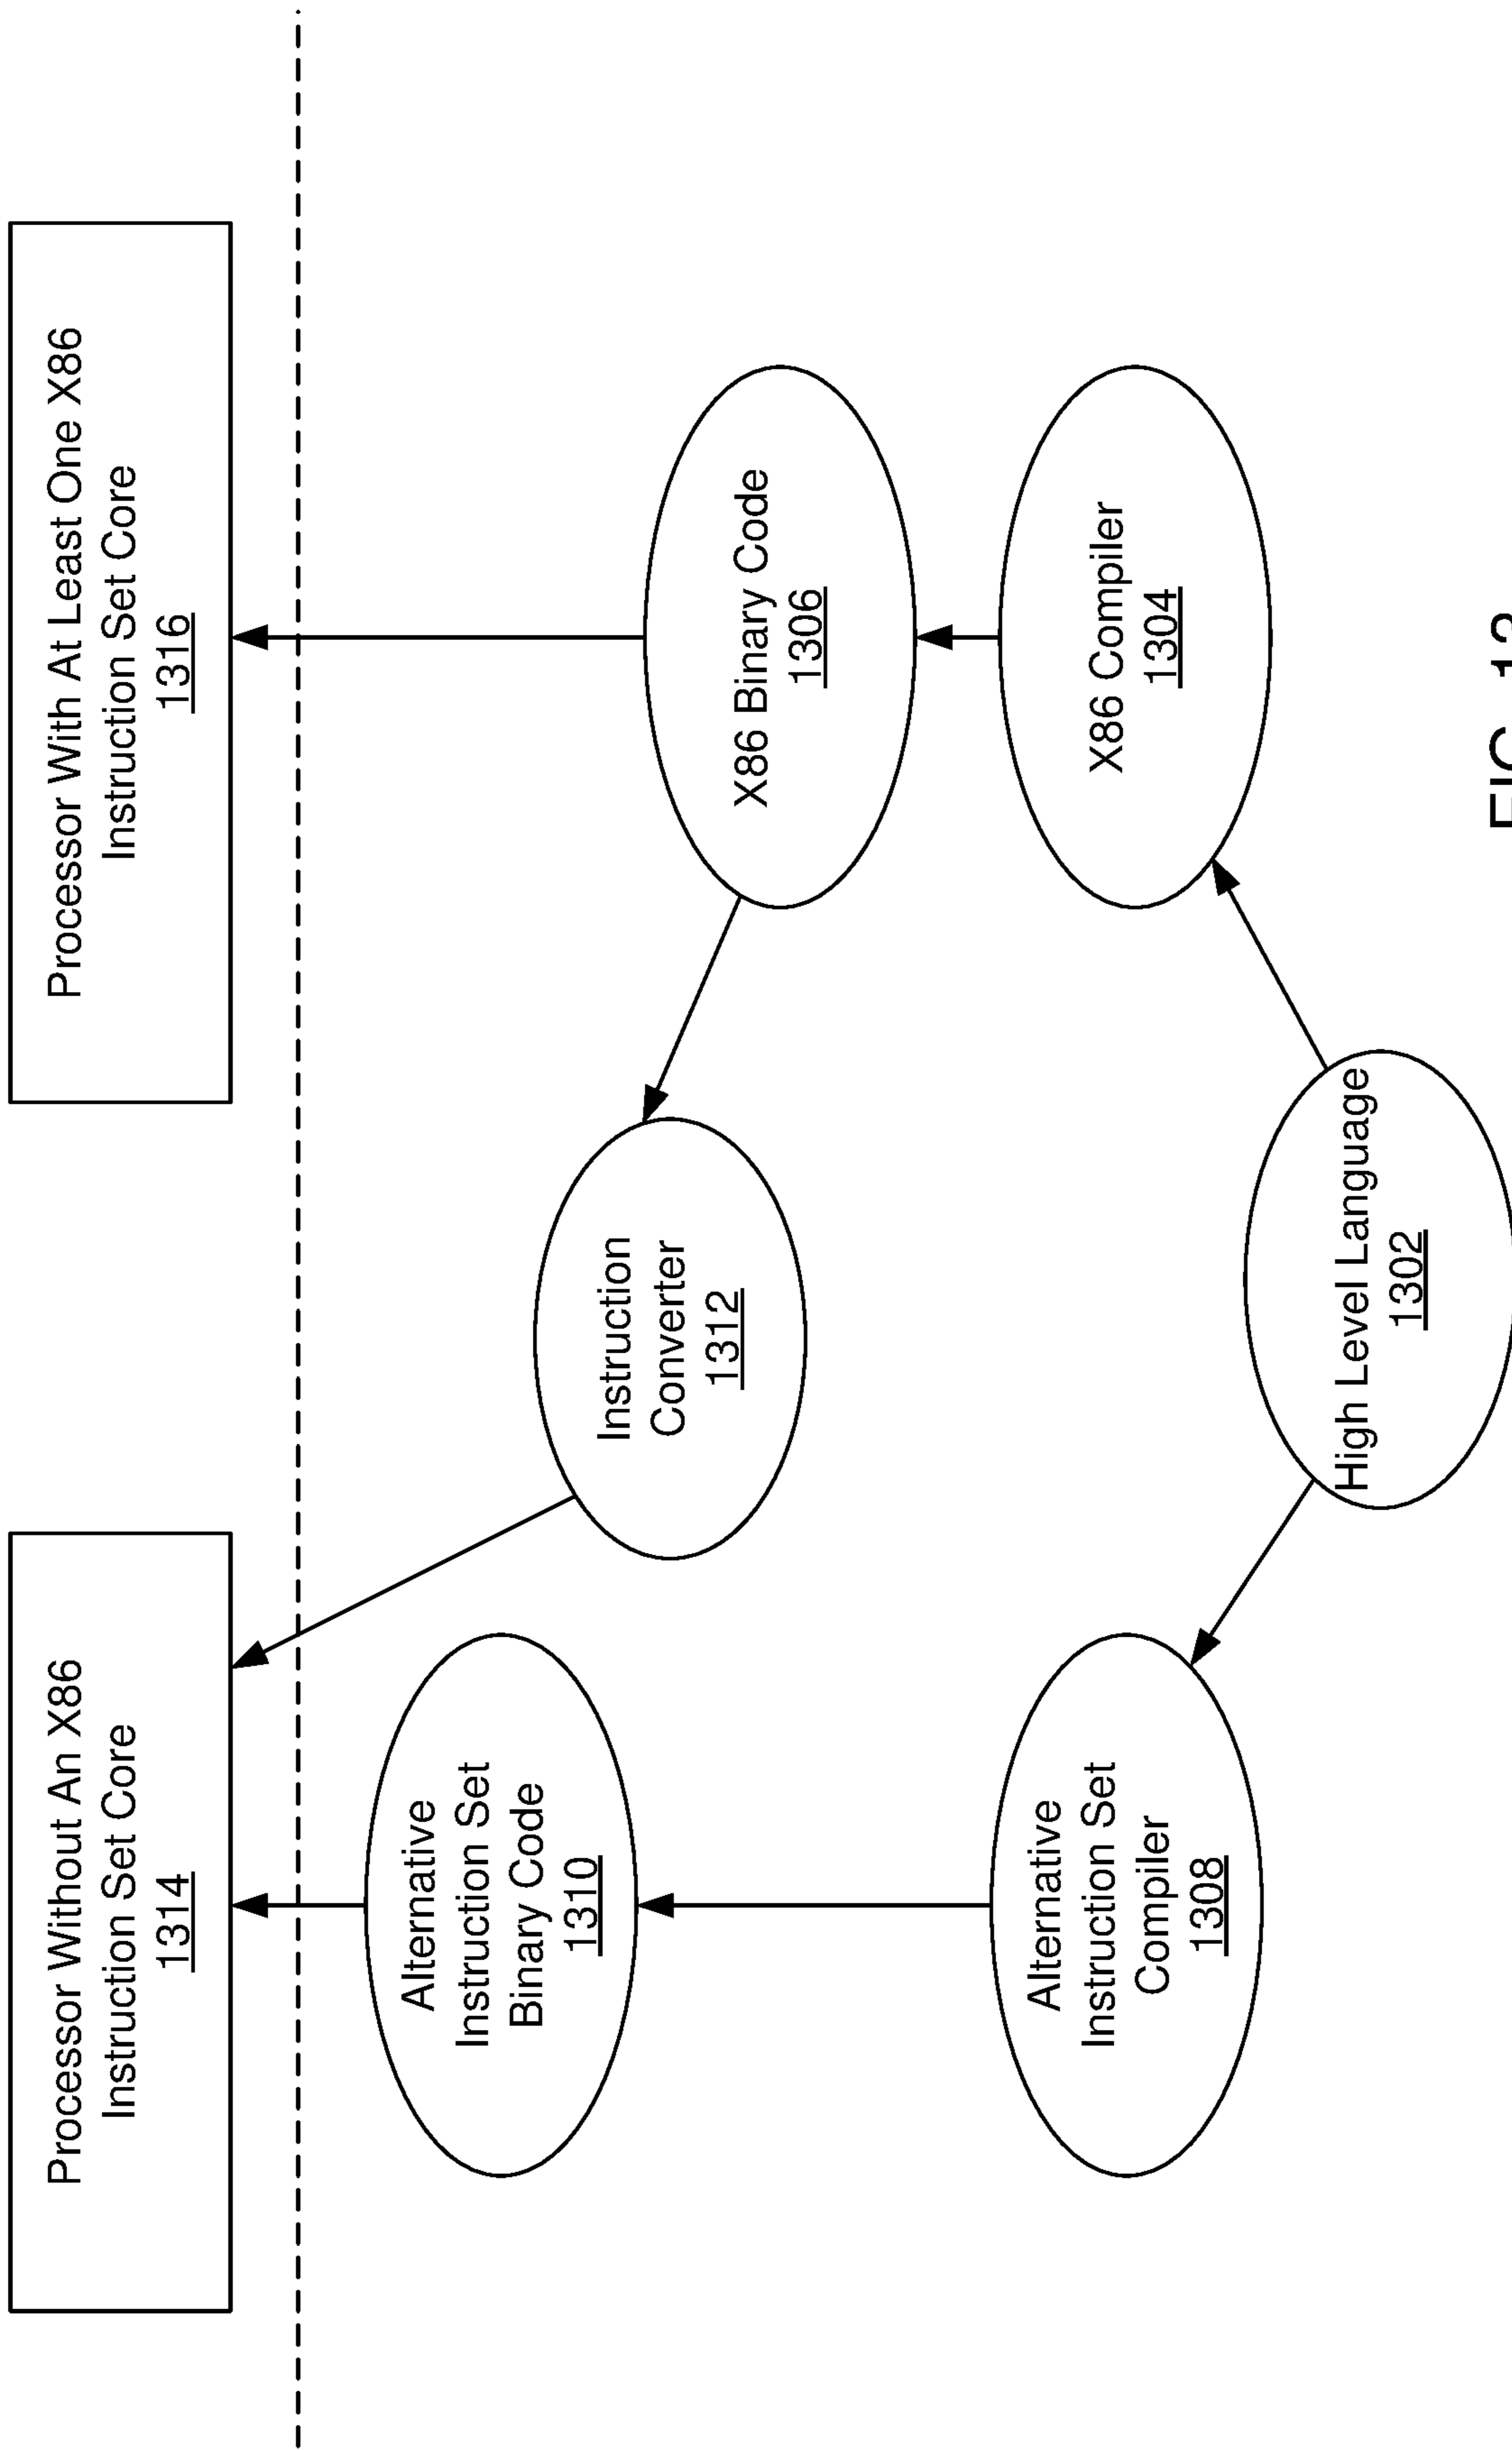 Processor Without An X86
Instruction Set Core
1314
Processor With At Least One X86
Instruction Set Core
1316
Alternative
Instruction Set
Binary Code
1310
Instruction
Converter
1312
X86 Binary Code
1306
Alternative
Instruction Set
Compiler
1308
X86 Compiler
1304
High Level Language
1302
FIG. 13